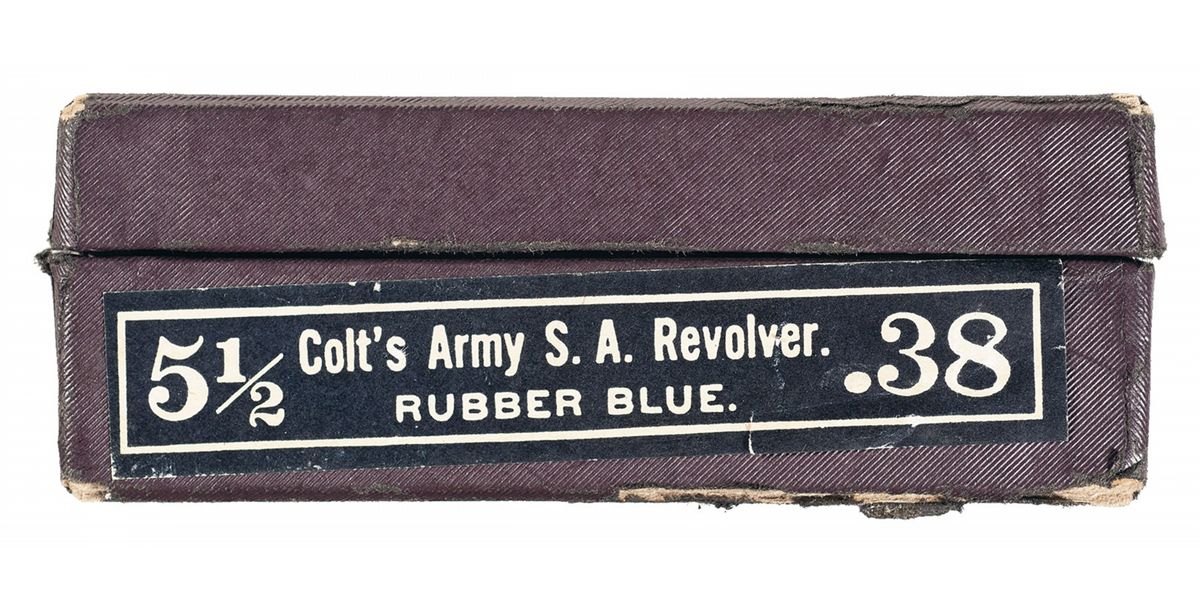 5½
Colt's Army S. A. Revolver.
RUBBER BLUE.
.38